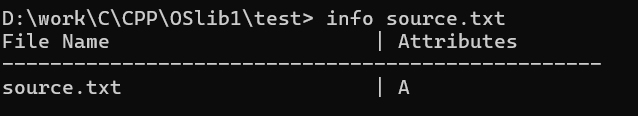 D:\work\C\CPP\OSlib1\test> info source.txt
File Name                      | Attributes
--------------------------------------------------
source.txt                     | A